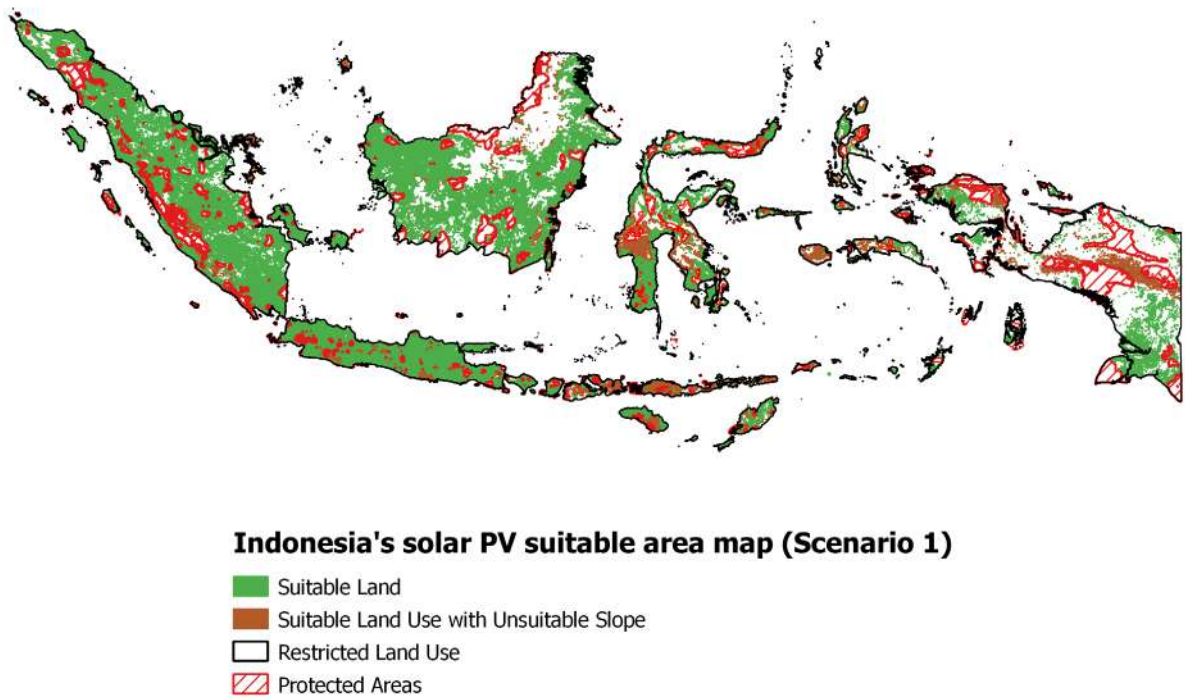 Indonesia's solar PV suitable area map (Scenario 1)
Suitable Land
Suitable Land Use with Unsuitable Slope
Restricted Land Use
Protected Areas